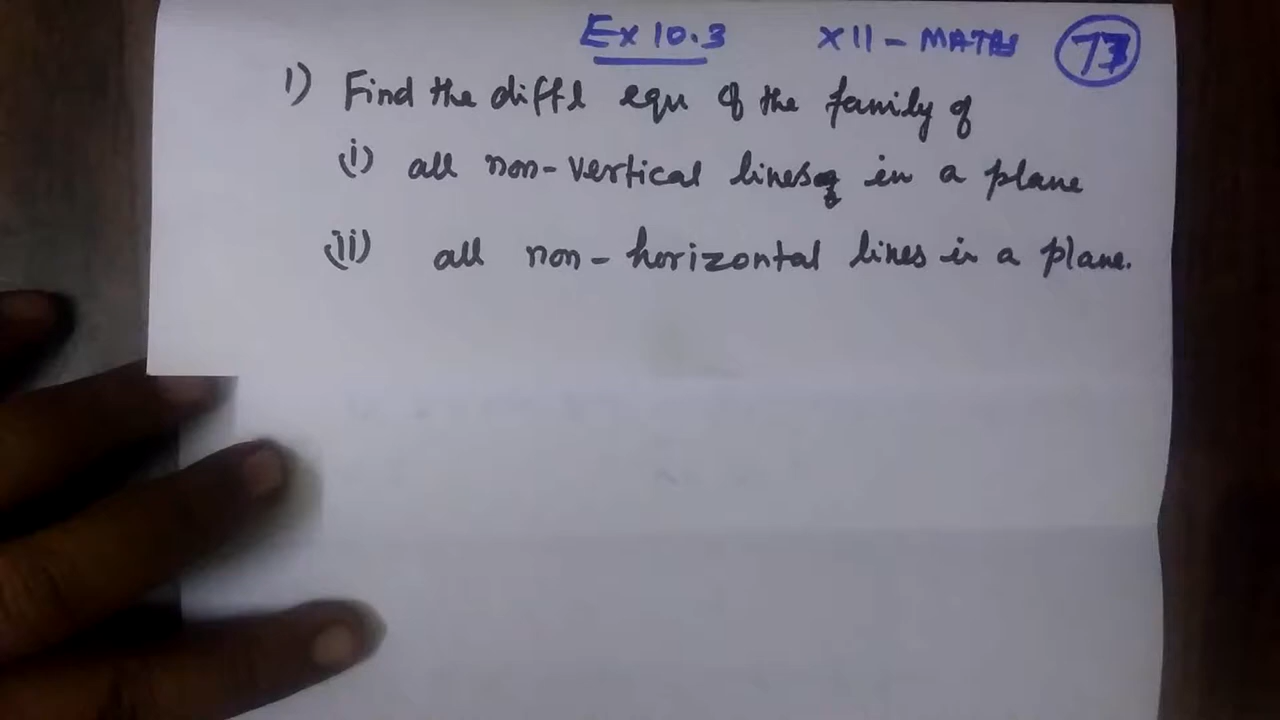 Ex 10.3 XII - MATHS 77
1) Find the diffl equ of the family of
(i) all non-vertical lines in a plane
(ii) all non-horizontal lines in a plane.